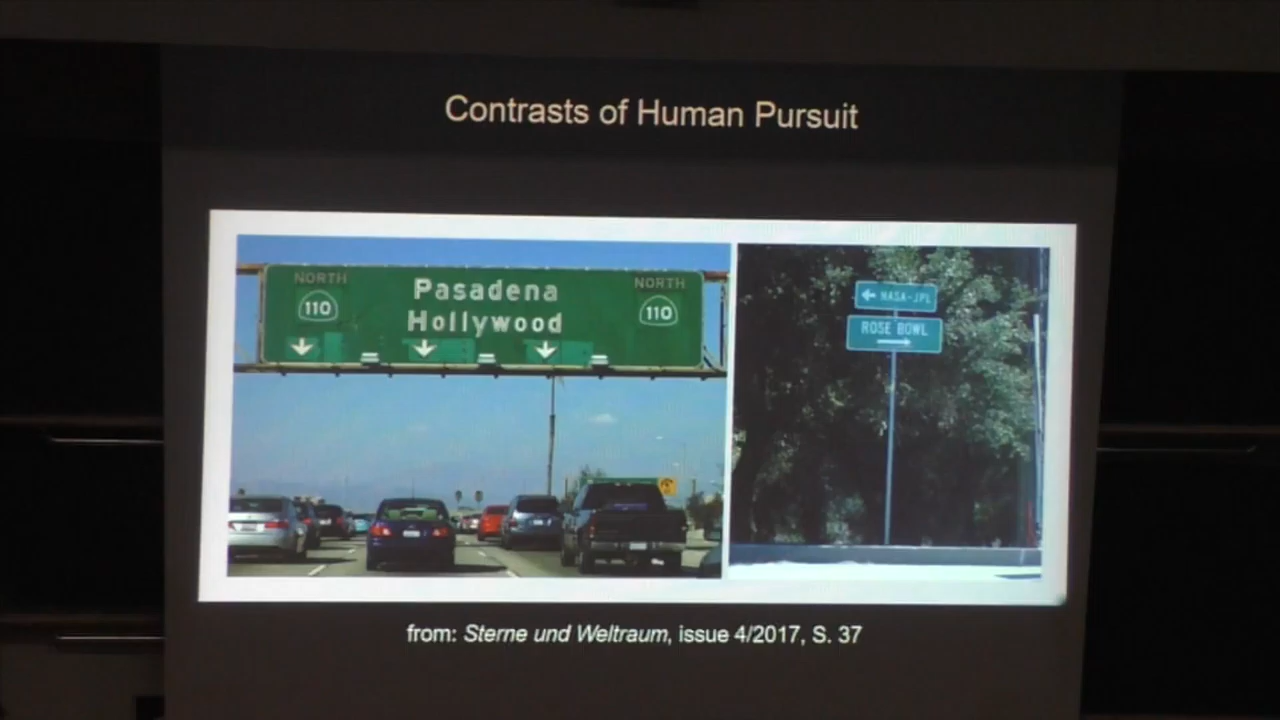 Contrasts of Human Pursuit
NORTH
110
Pasadena
Hollywood
NORTH
110
NASA-JPL
ROSE BOWL
from: Sterne und Weltraum, issue 4/2017, S. 37